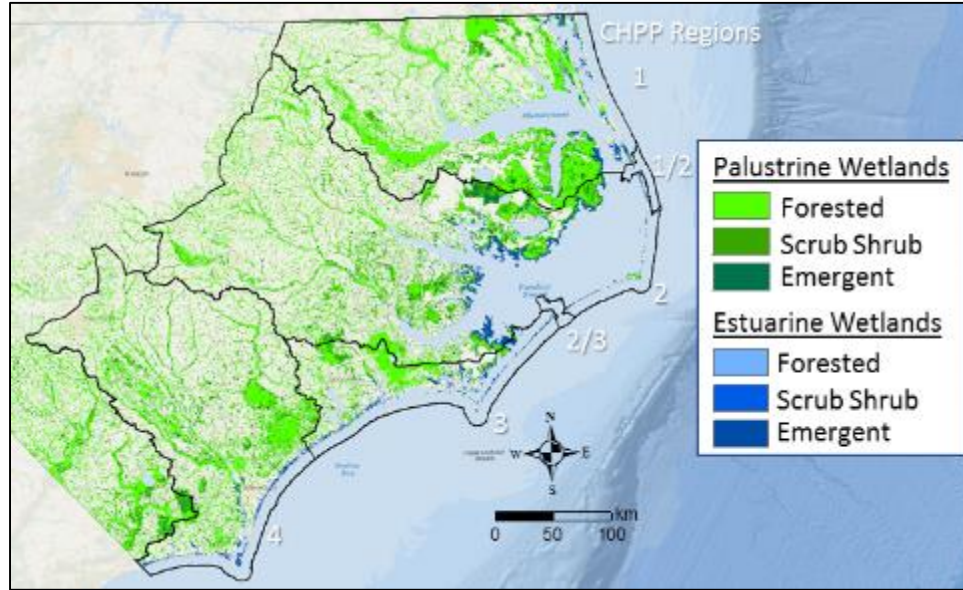 CHPP Regions
1
1/2
2
2/3
3
4
Palustrine Wetlands
Forested
Scrub Shrub
Emergent
Estuarine Wetlands
Forested
Scrub Shrub
Emergent
N
W
E
S
km
0 50 100